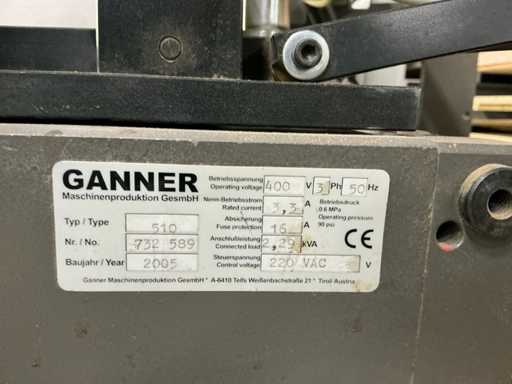 GANNER
Maschinenproduktion GesmbH
Typ / Type 510
Nr. / No. 732 589
Baujahr / Year 2005
Betriebsspannung
Operating voltage 400 V 3 Ph 50 Hz
Nenn-Betriebsstrom
Rated current 3,3 A
Absicherung
Fuse protection 16 A
Anschlußleistung
Connected load 2,29 kVA
Steuerspannung
Control voltage 220 VAC V
Betriebsdruck
0.6 MPa
Operating pressure
90 psi
CE
Ganner Maschinenproduktion GesmbH * A-6410 Telfs Weißenbachstraße 21 * Tirol-Austria